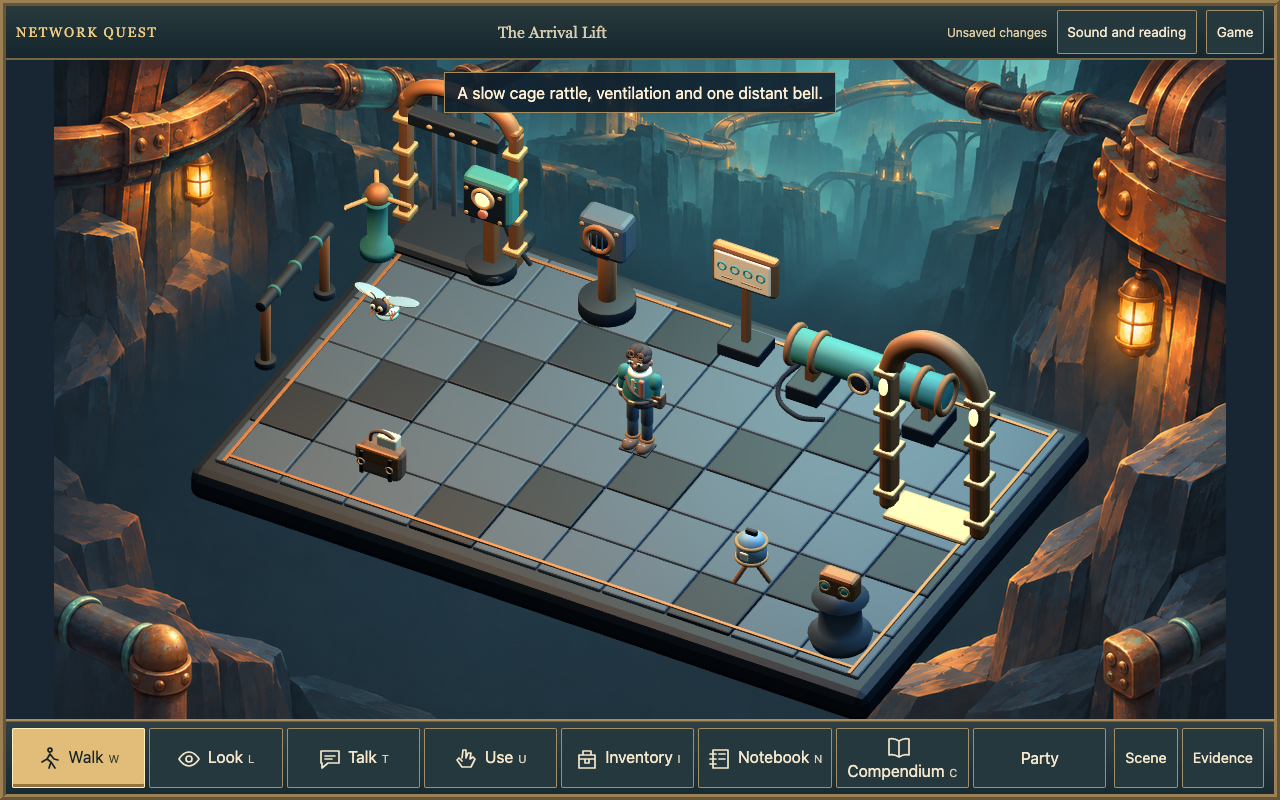 NETWORK QUEST
The Arrival Lift
Unsaved changes
Sound and reading
Game
A slow cage rattle, ventilation and one distant bell.
Walk W
Look L
Talk T
Use U
Inventory I
Notebook N
Compendium C
Party
Scene
Evidence